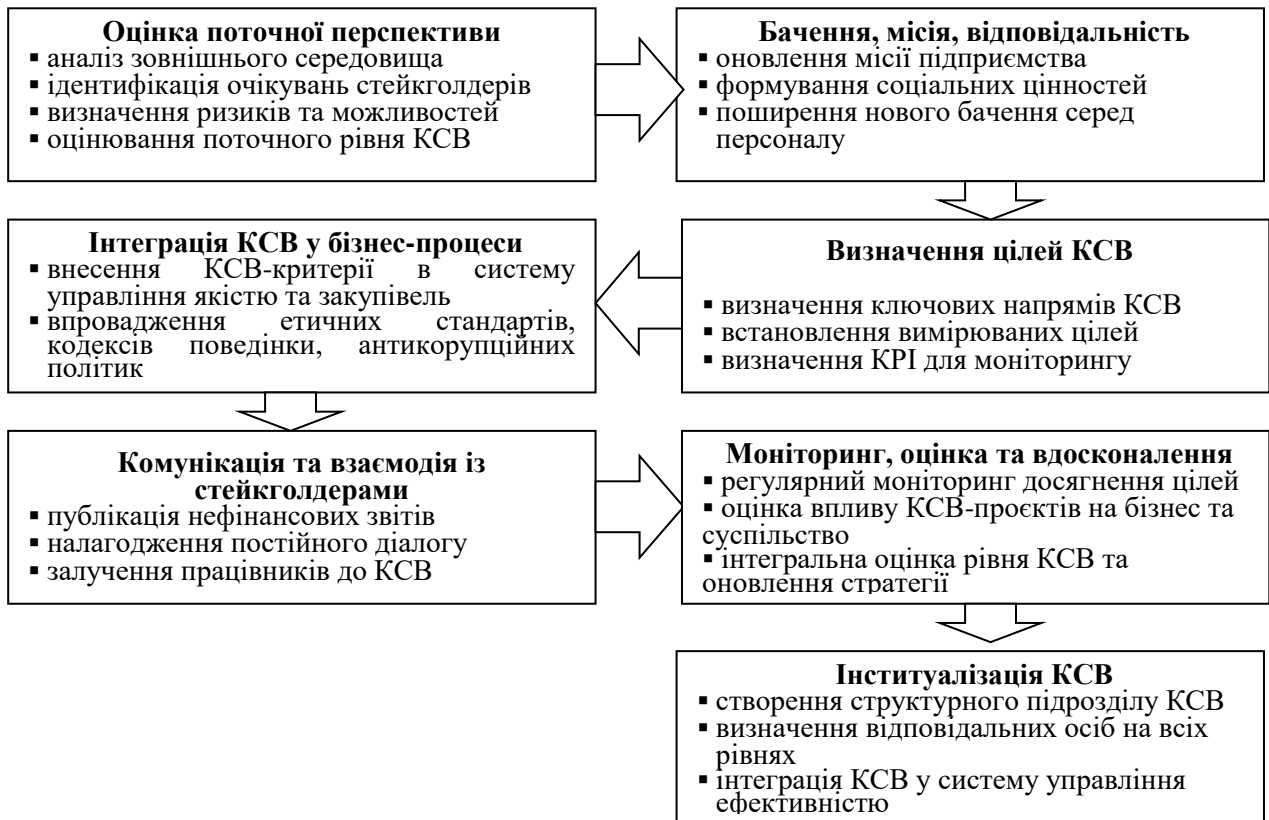 Оцінка поточної перспективи
▪ аналіз зовнішнього середовища
▪ ідентифікація очікувань стейкголдерів
▪ визначення ризиків та можливостей
▪ оцінювання поточного рівня КСВ
Бачення, місія, відповідальність
▪ оновлення місії підприємства
▪ формування соціальних цінностей
▪ поширення нового бачення серед
персоналу
Визначення цілей КСВ
▪ визначення ключових напрямів КСВ
▪ встановлення вимірюваних цілей
▪ визначення КРІ для моніторингу
Інтеграція КСВ у бізнес-процеси
▪ внесення КСВ-критерії в систему
управління якістю та закупівель
▪ впровадження етичних стандартів,
кодексів поведінки, антикорупційних
політик
Комунікація та взаємодія із
стейкголдерами
▪ публікація нефінансових звітів
▪ налагодження постійного діалогу
▪ залучення працівників до КСВ
Моніторинг, оцінка та вдосконалення
▪ регулярний моніторинг досягнення цілей
▪ оцінка впливу КСВ-проєктів на бізнес та
суспільство
▪ інтегральна оцінка рівня КСВ та
оновлення стратегії
Інституалізація КСВ
▪ створення структурного підрозділу КСВ
▪ визначення відповідальних осіб на всіх
рівнях
▪ інтеграція КСВ у систему управління
ефективністю